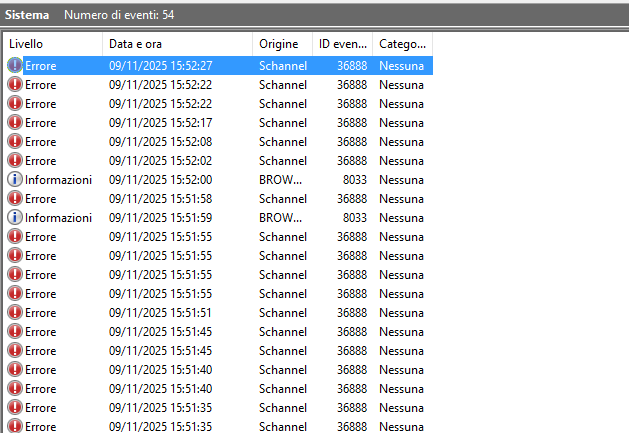 Sistema Numero di eventi: 54
Livello Data e ora Origine ID even... Catego...
Errore 09/11/2025 15:52:27 Schannel 36888 Nessuna
Errore 09/11/2025 15:52:22 Schannel 36888 Nessuna
Errore 09/11/2025 15:52:22 Schannel 36888 Nessuna
Errore 09/11/2025 15:52:17 Schannel 36888 Nessuna
Errore 09/11/2025 15:52:08 Schannel 36888 Nessuna
Errore 09/11/2025 15:52:02 Schannel 36888 Nessuna
Informazioni 09/11/2025 15:52:00 BROW... 8033 Nessuna
Errore 09/11/2025 15:51:58 Schannel 36888 Nessuna
Informazioni 09/11/2025 15:51:59 BROW... 8033 Nessuna
Errore 09/11/2025 15:51:55 Schannel 36888 Nessuna
Errore 09/11/2025 15:51:55 Schannel 36888 Nessuna
Errore 09/11/2025 15:51:55 Schannel 36888 Nessuna
Errore 09/11/2025 15:51:55 Schannel 36888 Nessuna
Errore 09/11/2025 15:51:51 Schannel 36888 Nessuna
Errore 09/11/2025 15:51:45 Schannel 36888 Nessuna
Errore 09/11/2025 15:51:45 Schannel 36888 Nessuna
Errore 09/11/2025 15:51:40 Schannel 36888 Nessuna
Errore 09/11/2025 15:51:40 Schannel 36888 Nessuna
Errore 09/11/2025 15:51:35 Schannel 36888 Nessuna
Errore 09/11/2025 15:51:35 Schannel 36888 Nessuna